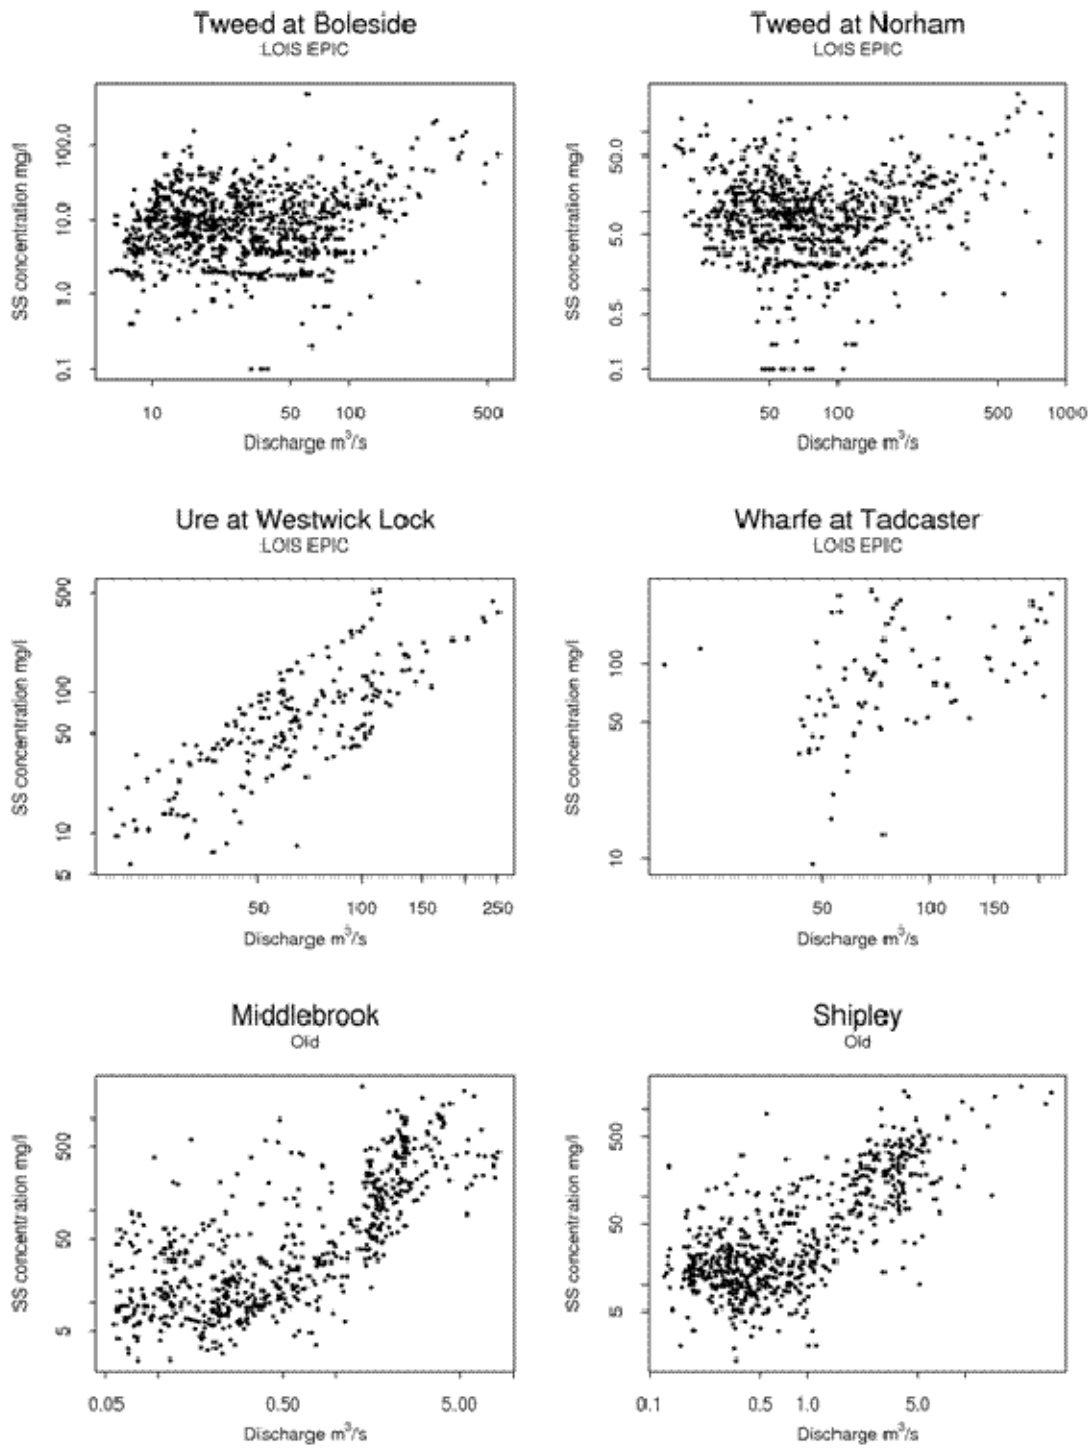 Tweed at Boleside
LOIS EPIC
SS concentration mg/l
100.0
10.0
1.0
0.1
10 50 100 500
Discharge m³/s
Tweed at Norham
LOIS EPIC
SS concentration mg/l
50.0
5.0
0.5
0.1
50 100 500 1000
Discharge m³/s
Ure at Westwick Lock
LOIS EPIC
SS concentration mg/l
500
100
50
10
5
50 100 150 250
Discharge m³/s
Wharfe at Tadcaster
LOIS EPIC
SS concentration mg/l
100
50
10
50 100 150
Discharge m³/s
Middlebrook
Old
SS concentration mg/l
500
50
5
0.05 0.50 5.00
Discharge m³/s
Shipley
Old
SS concentration mg/l
500
50
5
0.1 0.5 1.0 5.0
Discharge m³/s